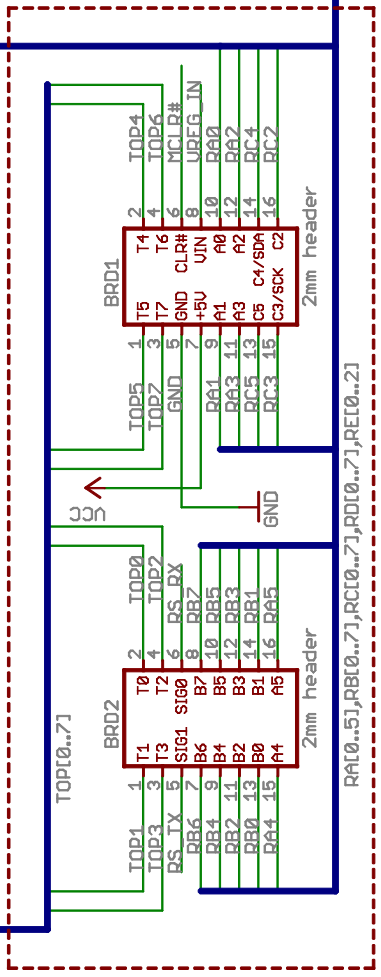 TOP4
TOP6
MCLR#
VREG_IN
RA0
RA2
RC4
RC2
2
4
6
8
10
12
14
16
BRD1
T4
T6
CLR#
VIN
A0
A2
C4/SDA
C2
T5
T7
GND
+5V
A1
A3
C5
C3/SCK
2mm header
1
3
5
7
9
11
13
15
TOP5
TOP7
GND
RA1
RA3
RC5
RC3
VCC
GND
TOP0
TOP2
RS_RX
RB7
RB5
RB3
RB1
RA5
2
4
6
8
10
12
14
16
BRD2
T0
T2
SIG0
B7
B5
B3
B1
A5
T1
T3
SIG1
B6
B4
B2
B0
A4
2mm header
1
3
5
7
9
11
13
15
TOP1
TOP3
RS_TX
RB6
RB4
RB2
RB0
RA4
TOP[0..7]
RA[0..5],RB[0..7],RC[0..7],RD[0..7],RE[0..2]